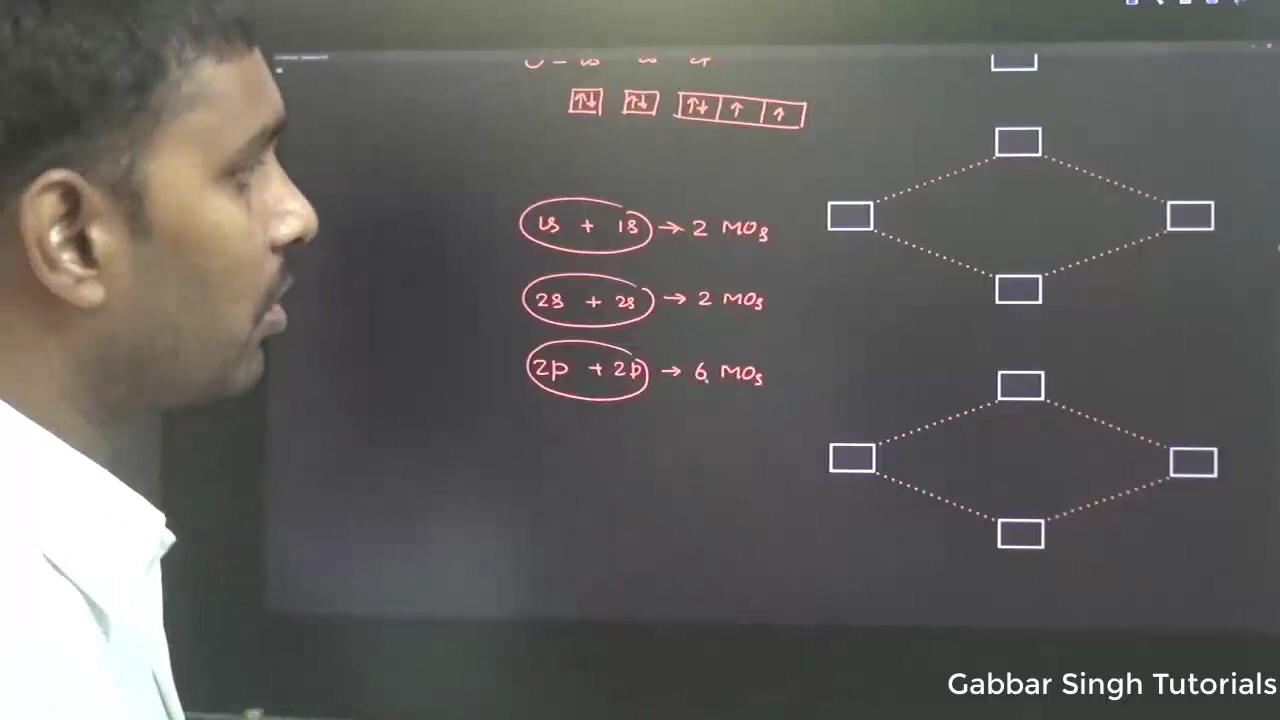 ↑↓ ↑↓ ↑↓ ↑ ↑
1s + 1s → 2 MOs
2s + 2s → 2 MOs
2p + 2p → 6 MOs
Gabbar Singh Tutorials